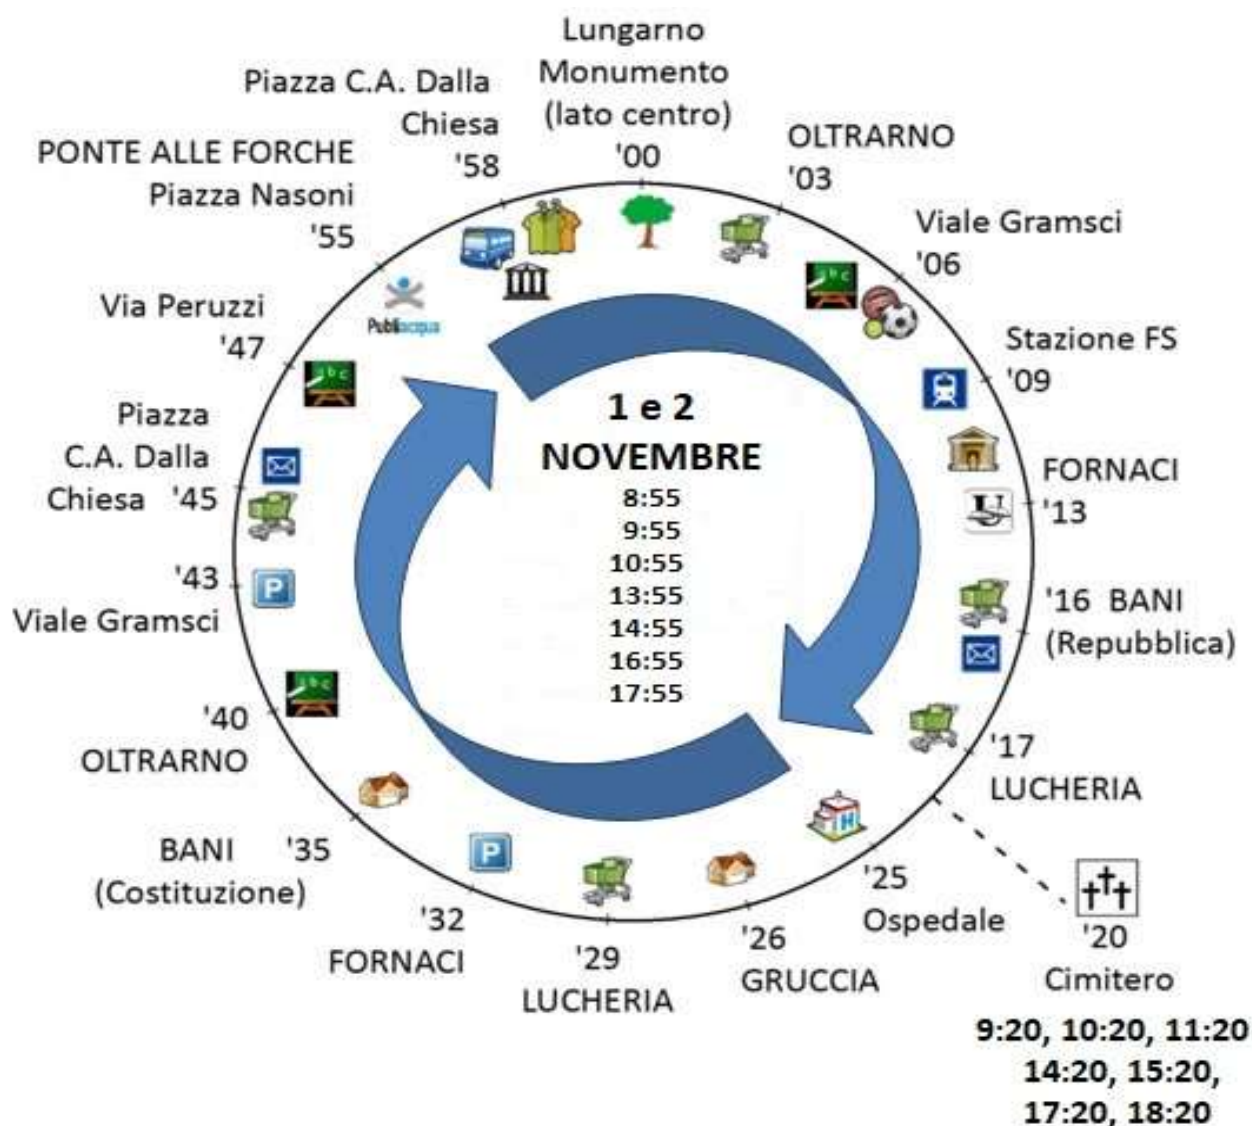 Lungarno
Monumento
(lato centro)
'00
OLTRARNO
'03
Viale Gramsci
'06
Stazione FS
'09
FORNACI
'13
'16 BANI
(Repubblica)
'17
LUCHERIA
'20
Cimitero
9:20, 10:20, 11:20
14:20, 15:20,
17:20, 18:20
'25
Ospedale
'26
GRUCCIA
'29
LUCHERIA
'32
FORNACI
BANI '35
(Costituzione)
'40
OLTRARNO
'43
Viale Gramsci
Piazza
C.A. Dalla
Chiesa '45
Via Peruzzi
'47
PONTE ALLE FORCHE
Piazza Nasoni
'55
Piazza C.A. Dalla
Chiesa
'58
Publiacqua
abc
abc
abc
P
P
H
1 e 2
NOVEMBRE
8:55
9:55
10:55
13:55
14:55
16:55
17:55